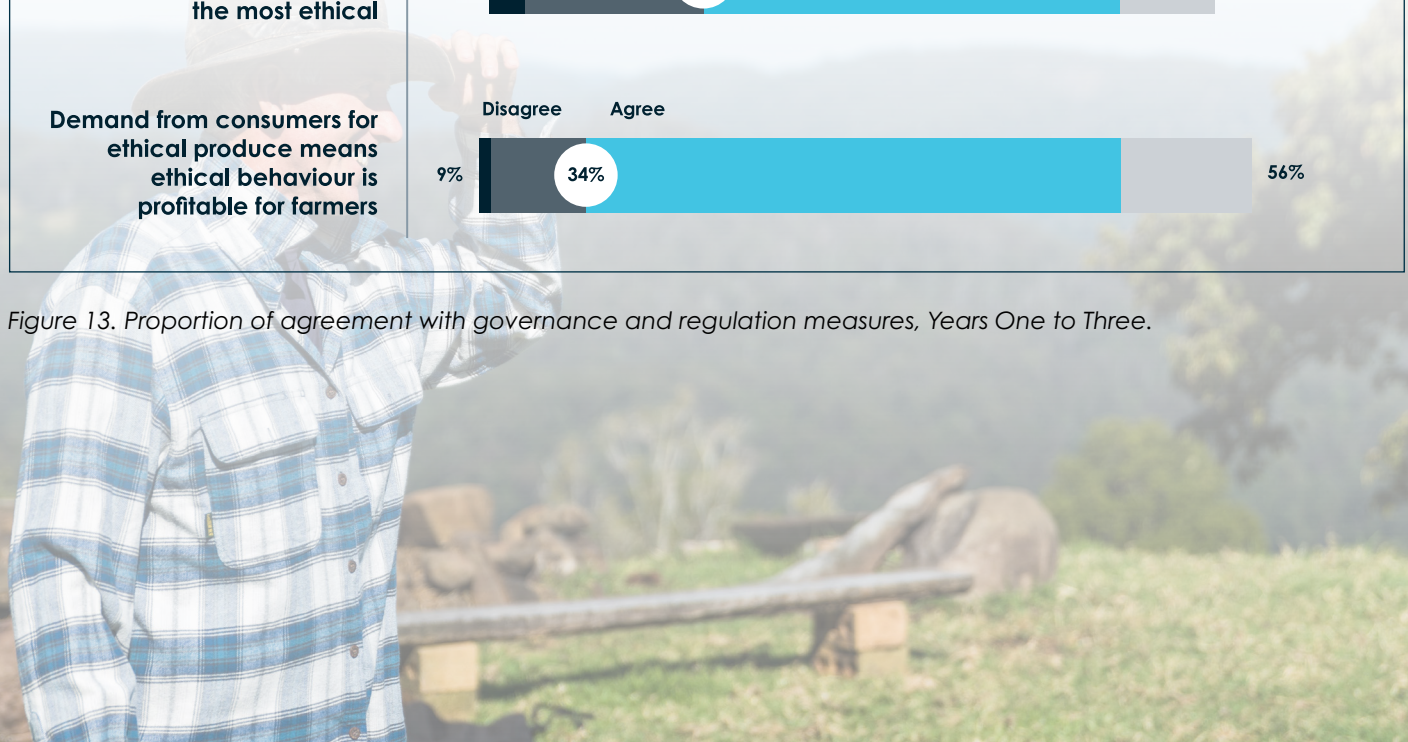 the most ethical
Disagree Agree
Demand from consumers for
ethical produce means
ethical behaviour is
profitable for farmers
9% 34% 56%
Figure 13. Proportion of agreement with governance and regulation measures, Years One to Three.